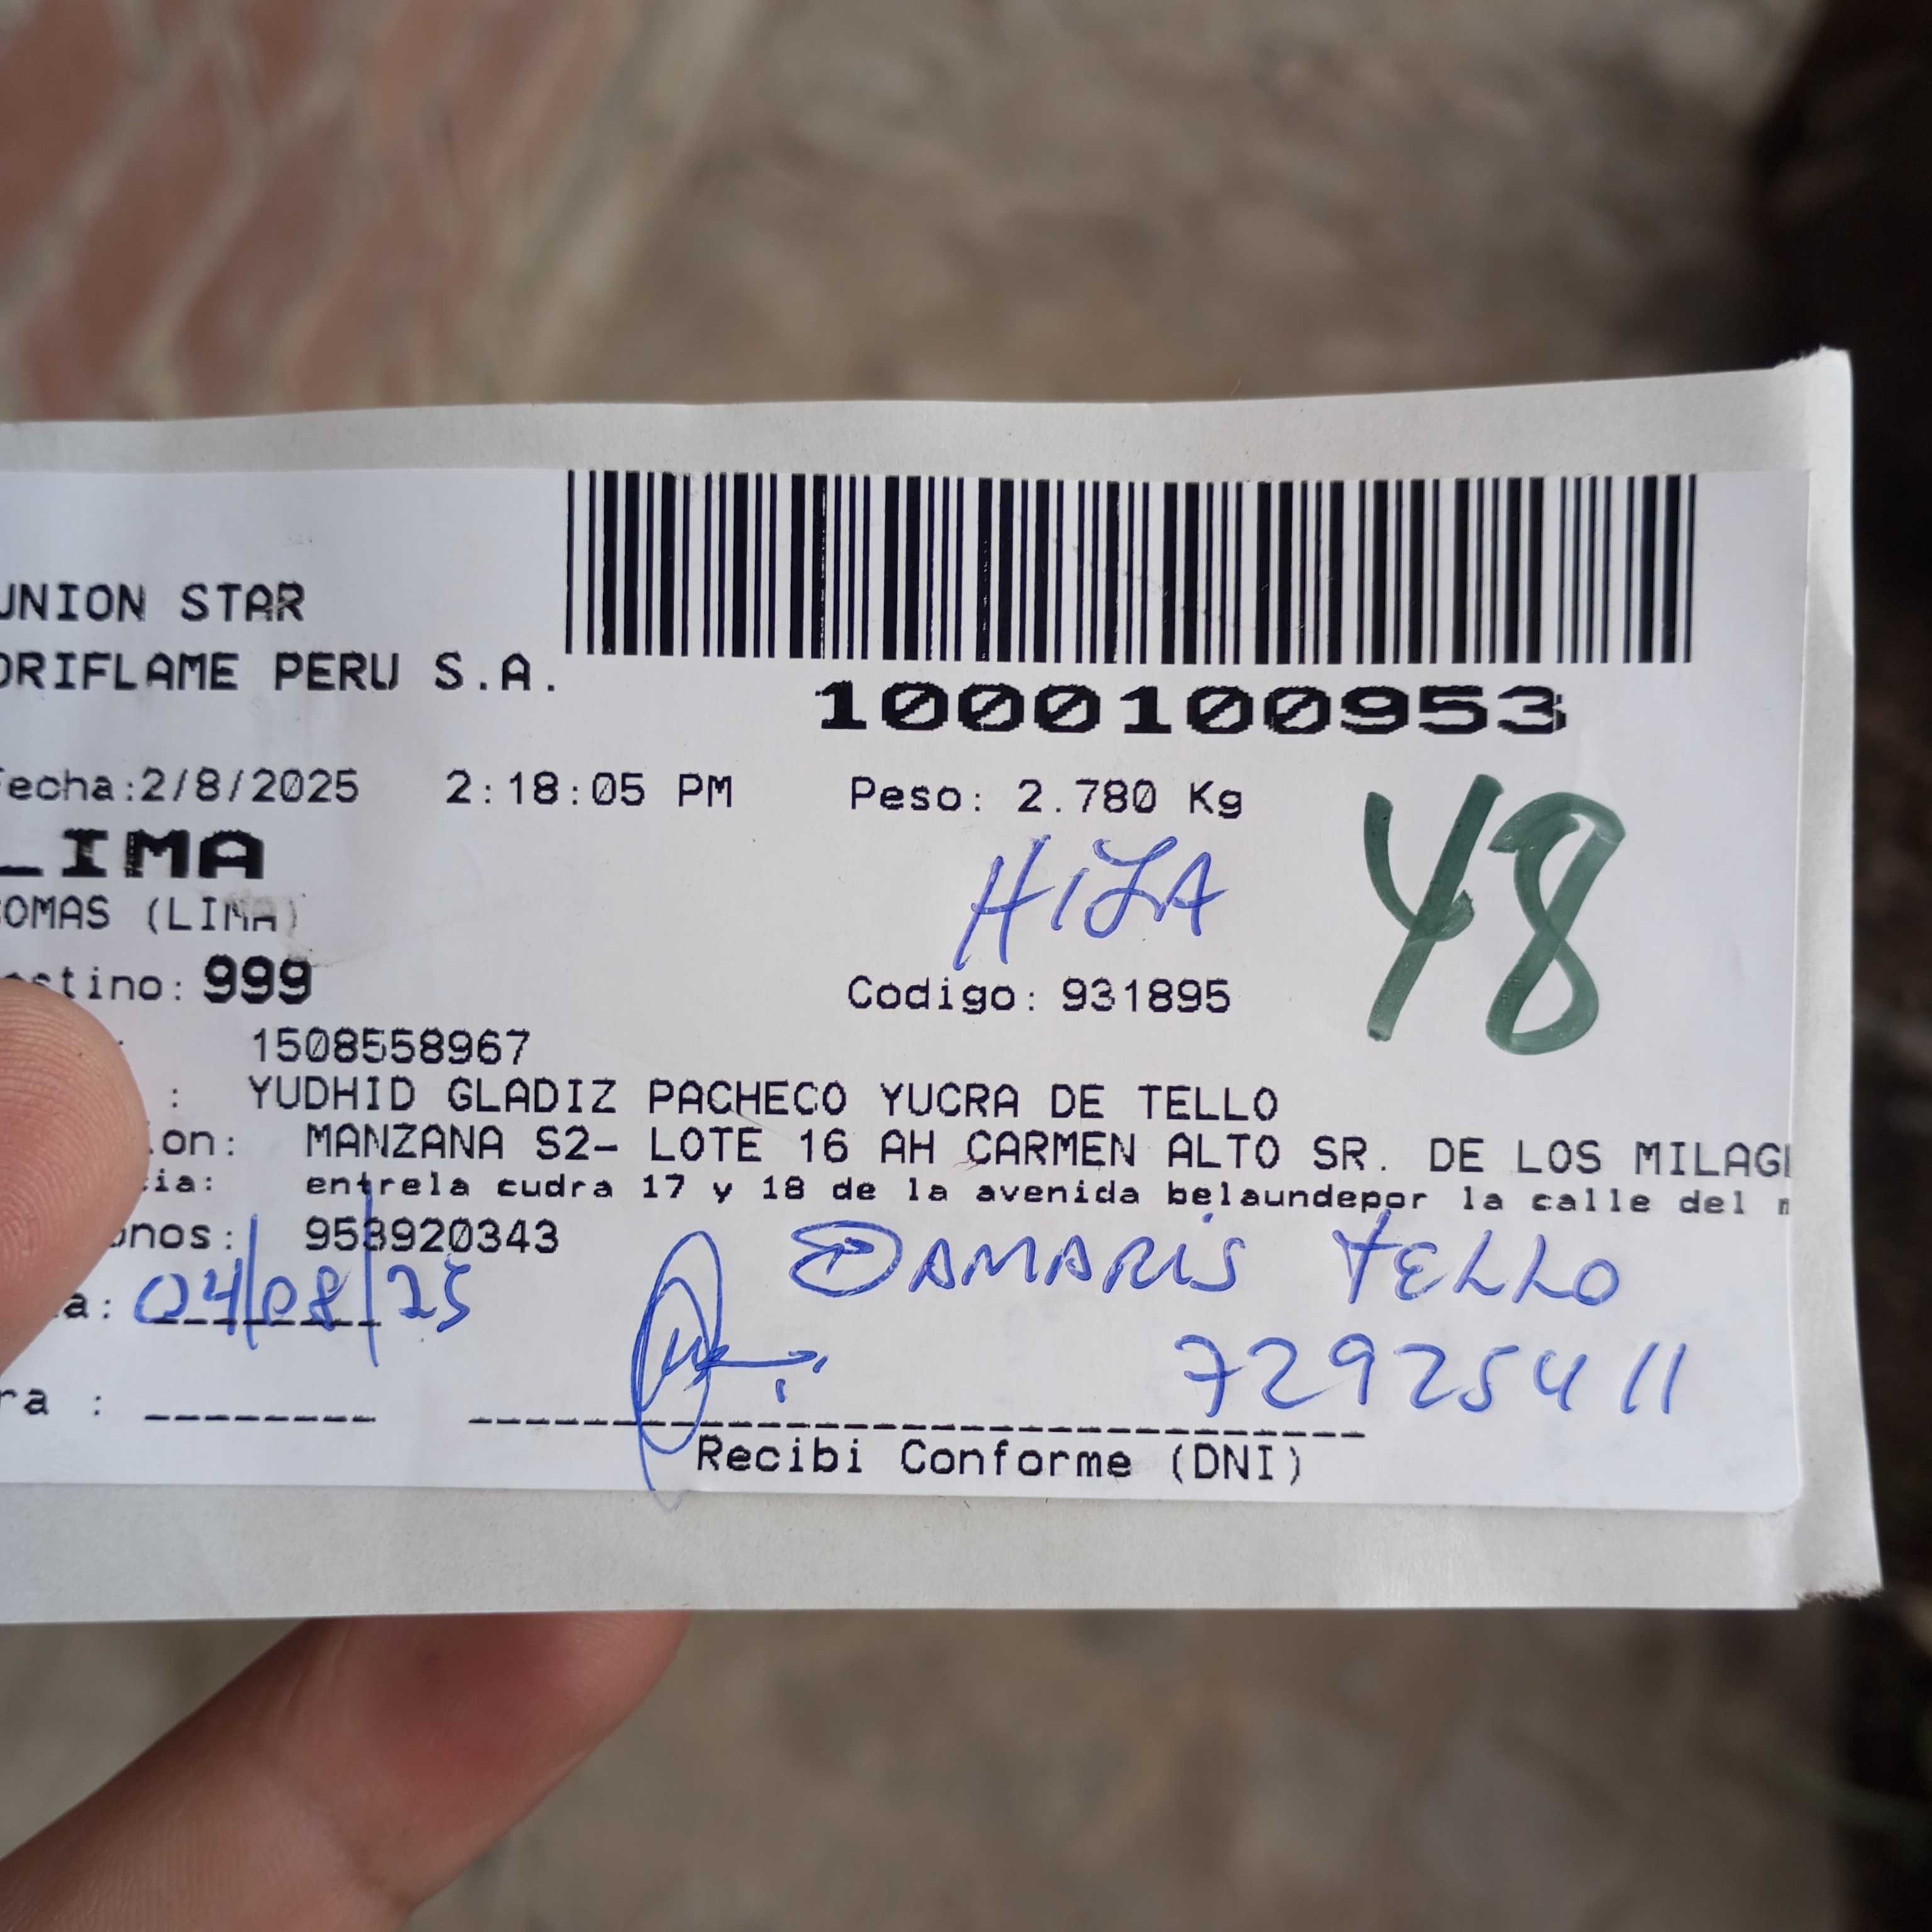 UNION STAR
ORIFLAME PERU S.A.
1000100953
Fecha:2/8/2025 2:18:05 PM Peso: 2.780 Kg
LIMA
HIJA
48
COMAS (LIMA)
stino: 999
Codigo: 931895
: 1508558967
: YUDHID GLADIZ PACHECO YUCRA DE TELLO
ion: MANZANA S2- LOTE 16 AH CARMEN ALTO SR. DE LOS MILAG
cia: entrela cudra 17 y 18 de la avenida belaundepor la calle del
onos: 953920343
DAMARIS TELLO
a: 04/08/25
72925411
ra :
Recibi Conforme (DNI)